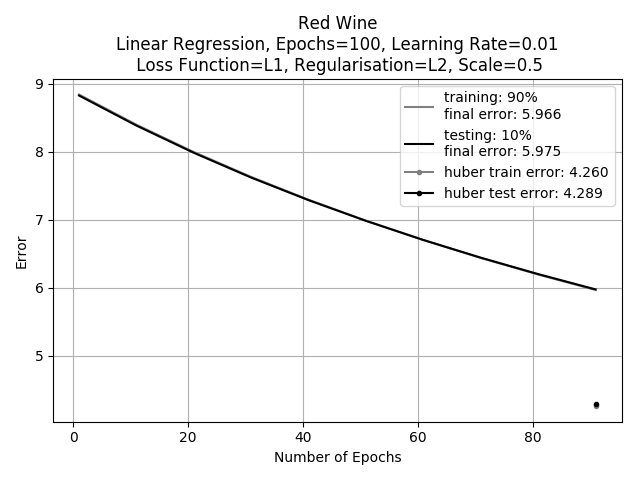 Red Wine
Linear Regression, Epochs=100, Learning Rate=0.01
Loss Function=L1, Regularisation=L2, Scale=0.5
9
8
7
6
5
Error
training: 90%
final error: 5.966
testing: 10%
final error: 5.975
huber train error: 4.260
huber test error: 4.289
0 20 40 60 80
Number of Epochs